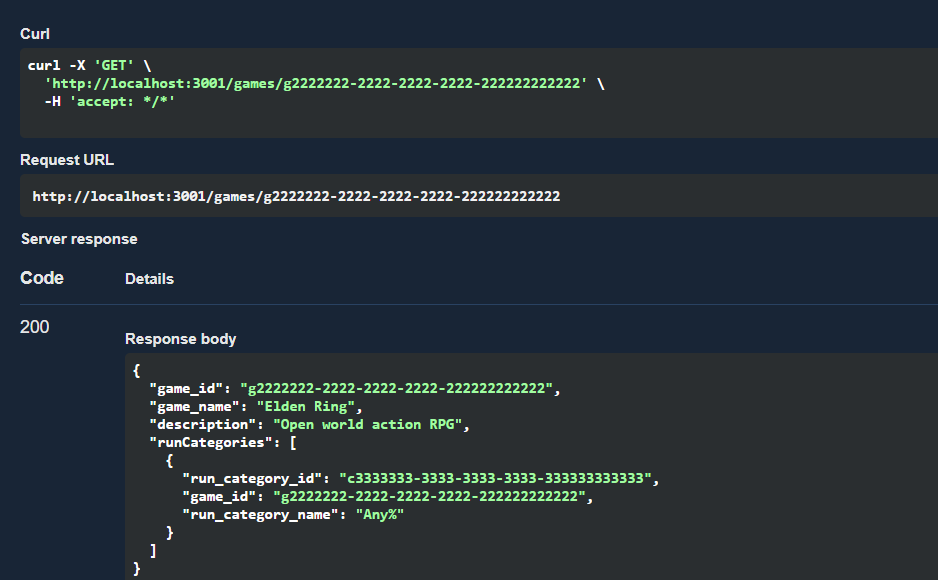 Curl
curl -X 'GET' \
'http://localhost:3001/games/g2222222-2222-2222-2222-222222222222' \
-H 'accept: */*'
Request URL
http://localhost:3001/games/g2222222-2222-2222-2222-222222222222
Server response
Code Details
200
Response body
{
"game_id": "g2222222-2222-2222-2222-222222222222",
"game_name": "Elden Ring",
"description": "Open world action RPG",
"runCategories": [
{
"run_category_id": "c3333333-3333-3333-3333-333333333333",
"game_id": "g2222222-2222-2222-2222-222222222222",
"run_category_name": "Any%"
}
]
}